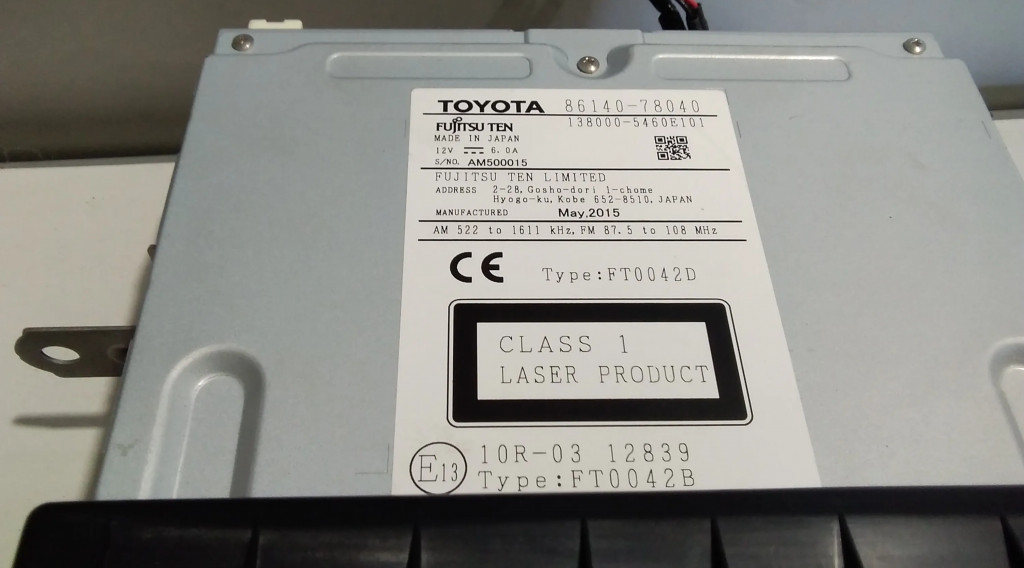 TOYOTA 86140-78040
FUJITSU TEN 138000-5460E101
MADE IN JAPAN
12V 6.0A
S/NO. AM500015
FUJITSU TEN LIMITED
ADDRESS 2-28, Gosho-dori 1-chome
Hyogo-ku, Kobe 652-8510, JAPAN
MANUFACTURED May,2015
AM 522 to 1611 kHz, FM 87.5 to 108 MHz
CE Type:FT0042D
CLASS 1
LASER PRODUCT
E13 10R-03 12839
Type:FT0042B